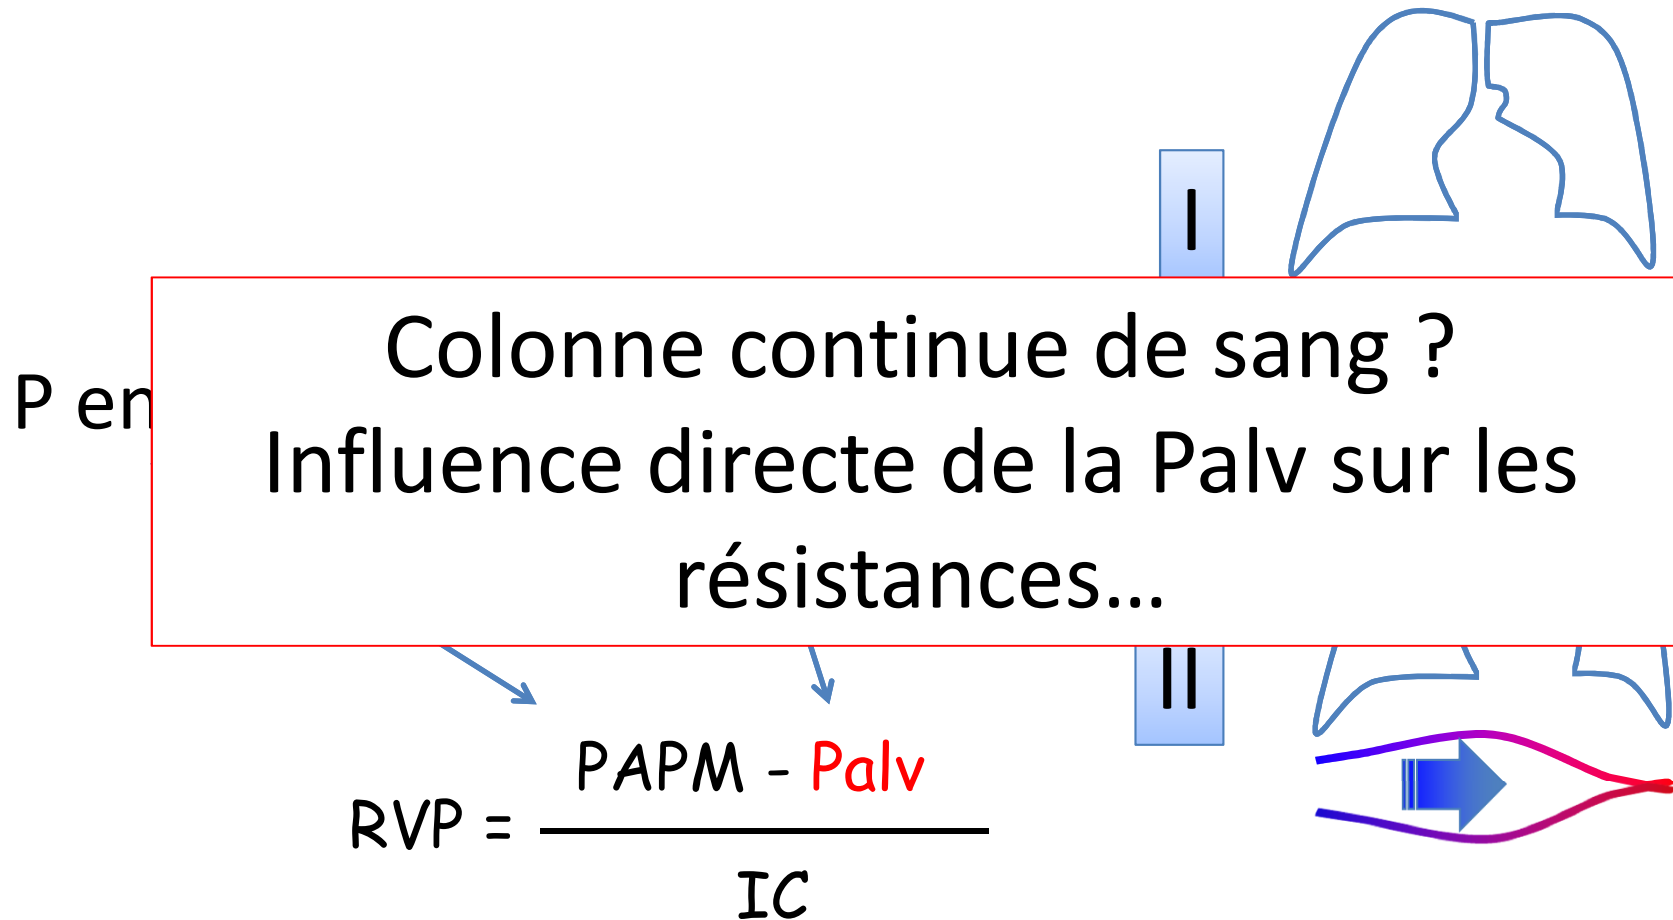 I
Colonne continue de sang ?
P en
Influence directe de la Palv sur les
résistances...
II
PAPM - Palv
RVP =
IC